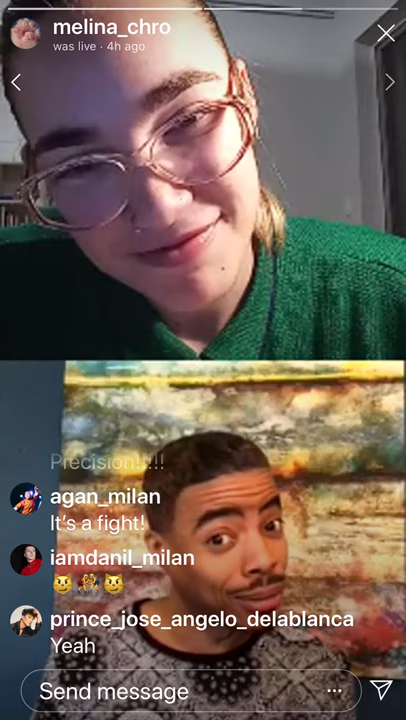 melina_chro
was live · 4h ago
Precision!!!!!
agan_milan
It's a fight!
iamdanil_milan
😼🤼😼
prince_jose_angelo_delablanca
Yeah
Send message